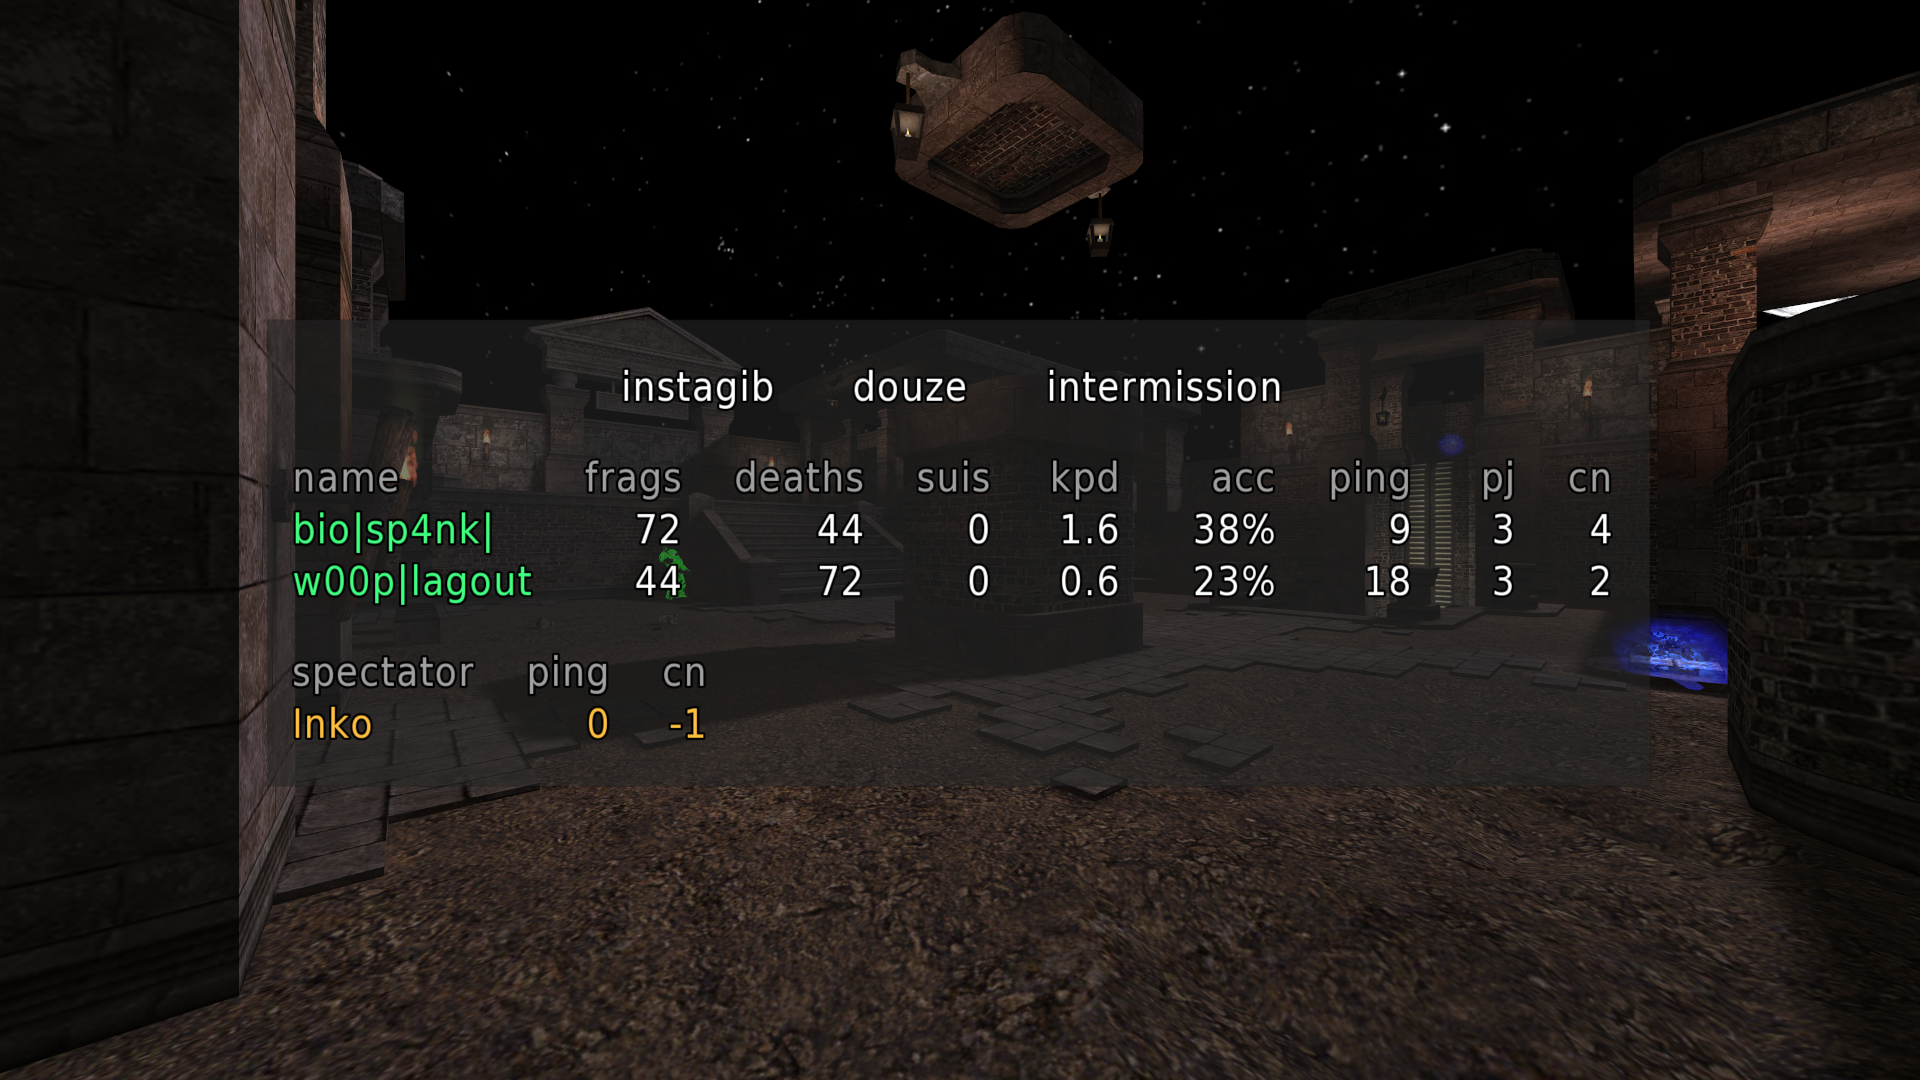 instagib douze intermission
name frags deaths suis kpd acc ping pj cn
bio|sp4nk| 72 44 0 1.6 38% 9 3 4
w00p|lagout 44 72 0 0.6 23% 18 3 2
spectator ping cn
Inko 0 -1